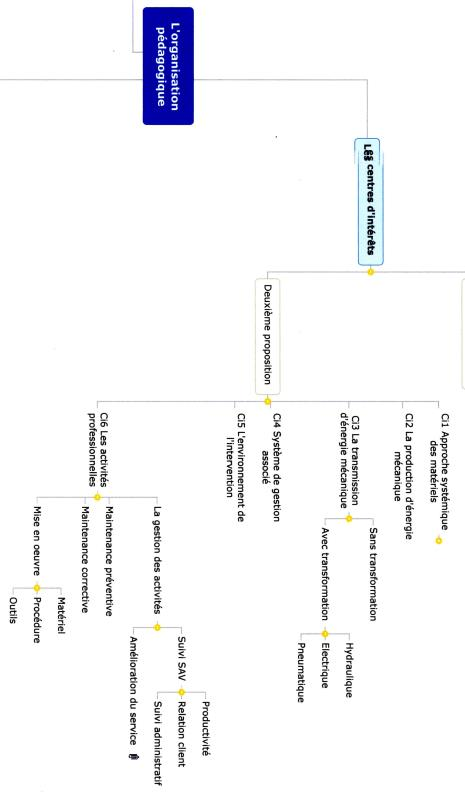 L'organisation
pédagogique
Les centres d'intérêts
Deuxième proposition
Ci1 Approche systémique
des matériels
Ci2 La production d'énergie
mécanique
Ci3 La transmission
d'énergie mécanique
Sans transformation
Avec transformation
Hydraulique
Electrique
Pneumatique
Ci4 Système de gestion
associé
Ci5 L'environnement de
l'intervention
Ci6 Les activités
professionnelles
La gestion des activités
Suivi SAV
Productivité
Relation client
Suivi administratif
Amélioration du service
Maintenance préventive
Maintenance corrective
Mise en oeuvre
Matériel
Procédure
Outils